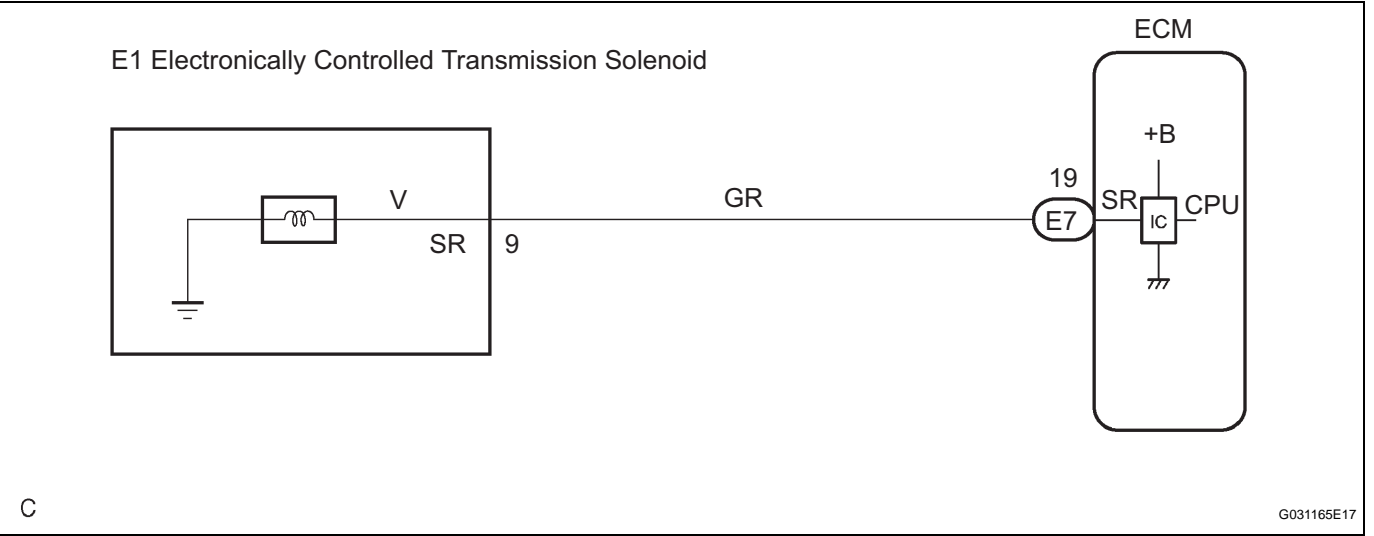 ECM
E1 Electronically Controlled Transmission Solenoid
+B
19
V
GR
SR
CPU
E7
IC
SR
9
C
G031165E17